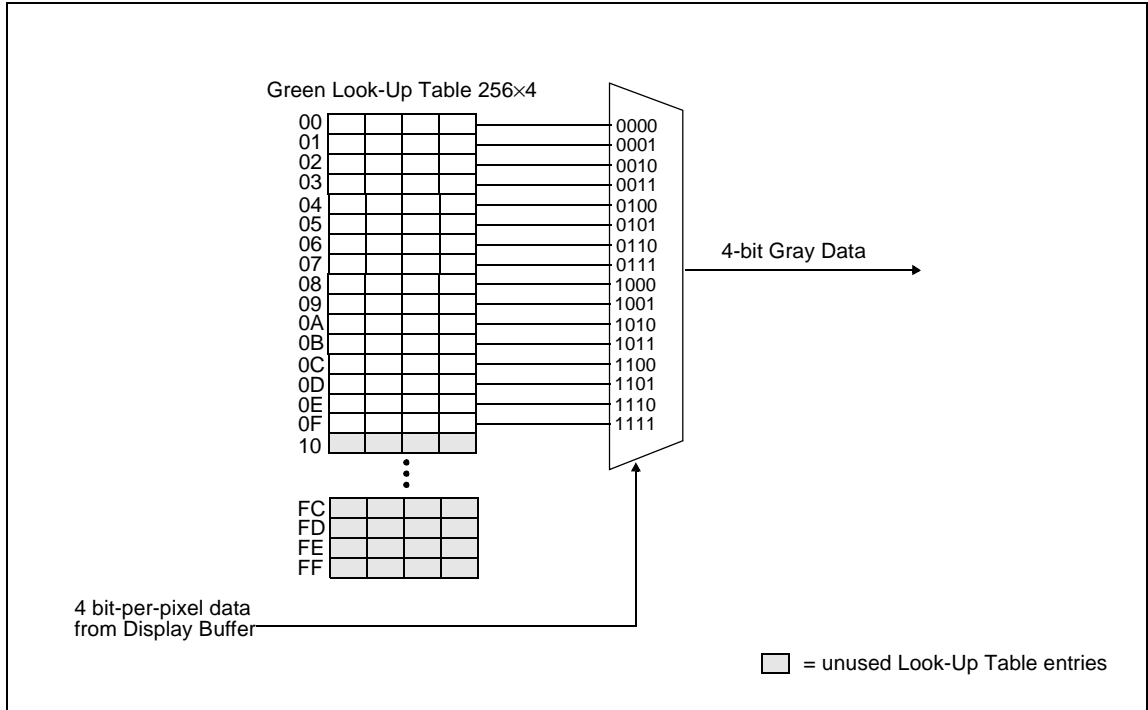 Green Look-Up Table 256×4
00
01
02
03
04
05
06
07
08
09
0A
0B
0C
0D
0E
0F
10
FC
FD
FE
FF
0000
0001
0010
0011
0100
0101
0110
0111
1000
1001
1010
1011
1100
1101
1110
1111
4-bit Gray Data
4 bit-per-pixel data
from Display Buffer
= unused Look-Up Table entries